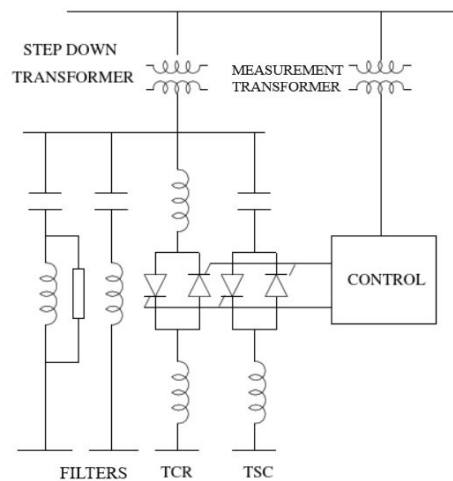 STEP DOWN
TRANSFORMER
MEASUREMENT
TRANSFORMER
CONTROL
FILTERS
TCR
TSC